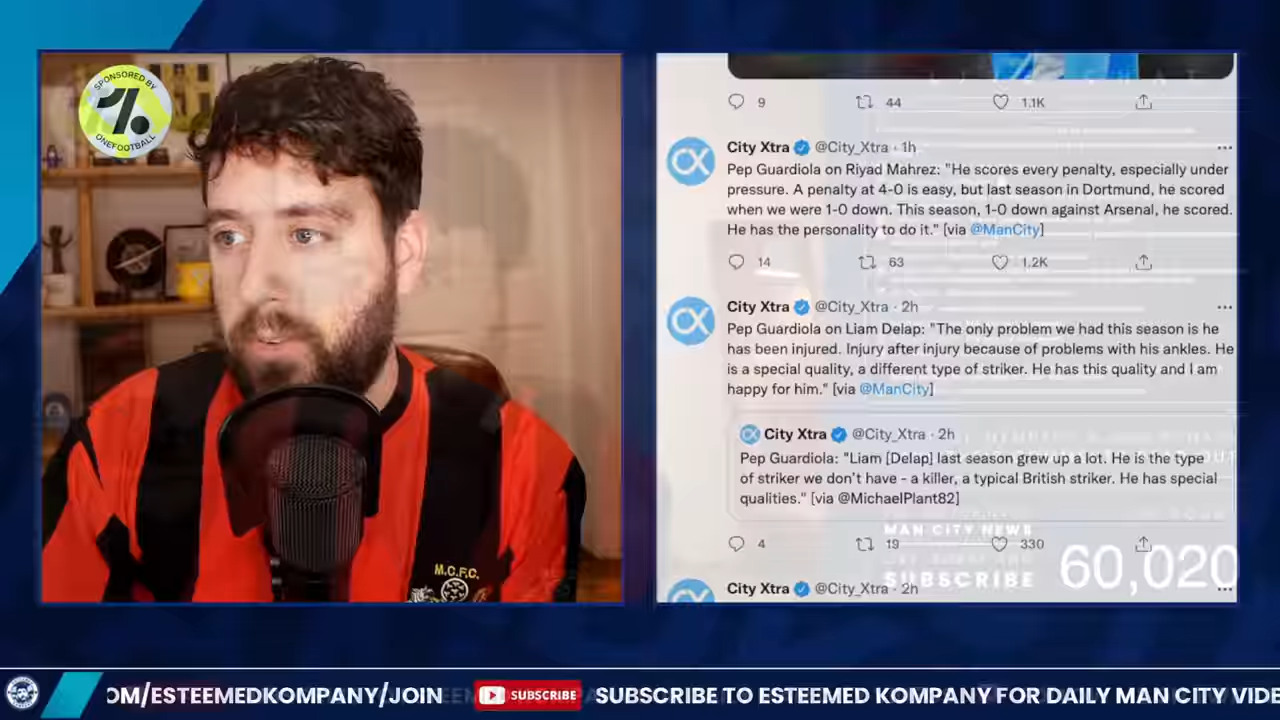 SPONSORED BY
ONEFOOTBALL
9 44 1.1K
City Xtra @City_Xtra · 1h
Pep Guardiola on Riyad Mahrez: "He scores every penalty, especially under
pressure. A penalty at 4-0 is easy, but last season in Dortmund, he scored
when we were 1-0 down. This season, 1-0 down against Arsenal, he scored.
He has the personality to do it." [via @ManCity]
14 63 1.2K
City Xtra @City_Xtra · 2h
Pep Guardiola on Liam Delap: "The only problem we had this season is he
has been injured. Injury after injury because of problems with his ankles. He
is a special quality, a different type of striker. He has this quality and I am
happy for him." [via @ManCity]
City Xtra @City_Xtra · 2h
Pep Guardiola: "Liam [Delap] last season grew up a lot. He is the type
of striker we don't have - a killer, a typical British striker. He has special
qualities." [via @MichaelPlant82]
MAN CITY NEWS
4 19 330
SUBSCRIBE 60,020
City Xtra @City_Xtra · 2h
M.C.F.C.
OM/ESTEEMEDKOMPANY/JOIN SUBSCRIBE SUBSCRIBE TO ESTEEMED KOMPANY FOR DAILY MAN CITY VIDE